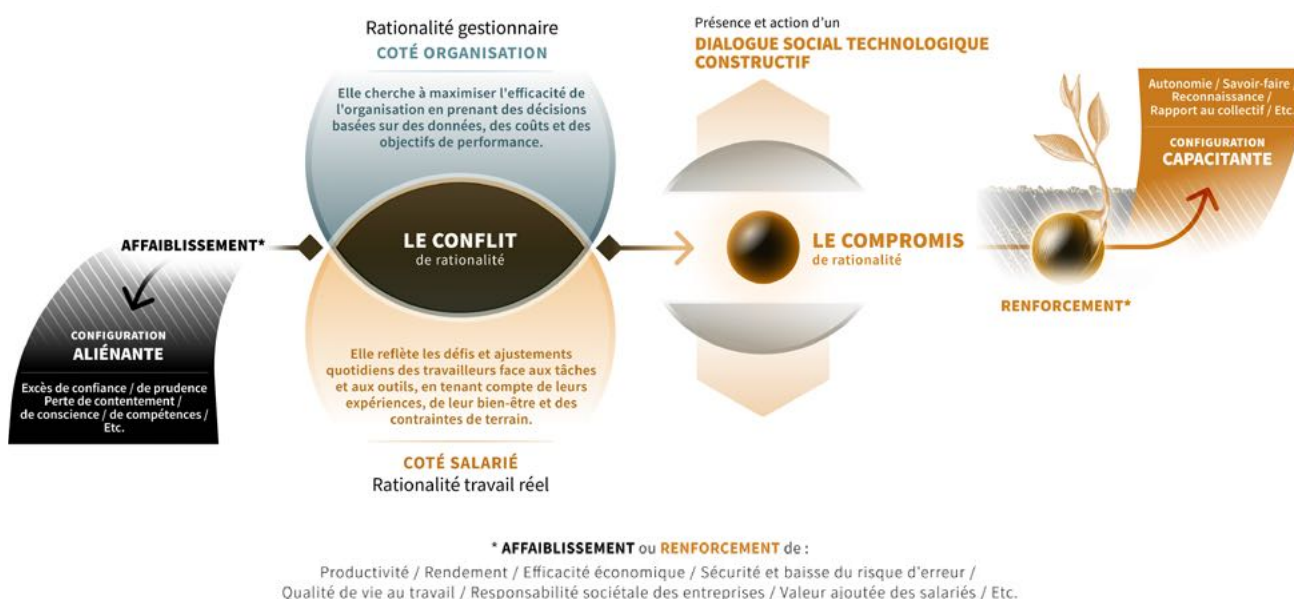 Rationalité gestionnaire
COTÉ ORGANISATION
Elle cherche à maximiser l'efficacité de
l'organisation en prenant des décisions
basées sur des données, des coûts et des
objectifs de performance.
AFFAIBLISSEMENT*
CONFIGURATION
ALIÉNANTE
Excès de confiance / de prudence
Perte de contentement /
de conscience / de compétences /
Etc.
LE CONFLIT
de rationalité
Elle reflète les défis et ajustements
quotidiens des travailleurs face aux tâches
et aux outils, en tenant compte de leurs
expériences, de leur bien-être et des
contraintes de terrain.
COTÉ SALARIÉ
Rationalité travail réel
Présence et action d'un
DIALOGUE SOCIAL TECHNOLOGIQUE
CONSTRUCTIF
LE COMPROMIS
de rationalité
Autonomie / Savoir-faire /
Reconnaissance /
Rapport au collectif / Etc.
CONFIGURATION
CAPACITANTE
RENFORCEMENT*
* AFFAIBLISSEMENT ou RENFORCEMENT de :
Productivité / Rendement / Efficacité économique / Sécurité et baisse du risque d'erreur /
Qualité de vie au travail / Responsabilité sociétale des entreprises / Valeur ajoutée des salariés / Etc.